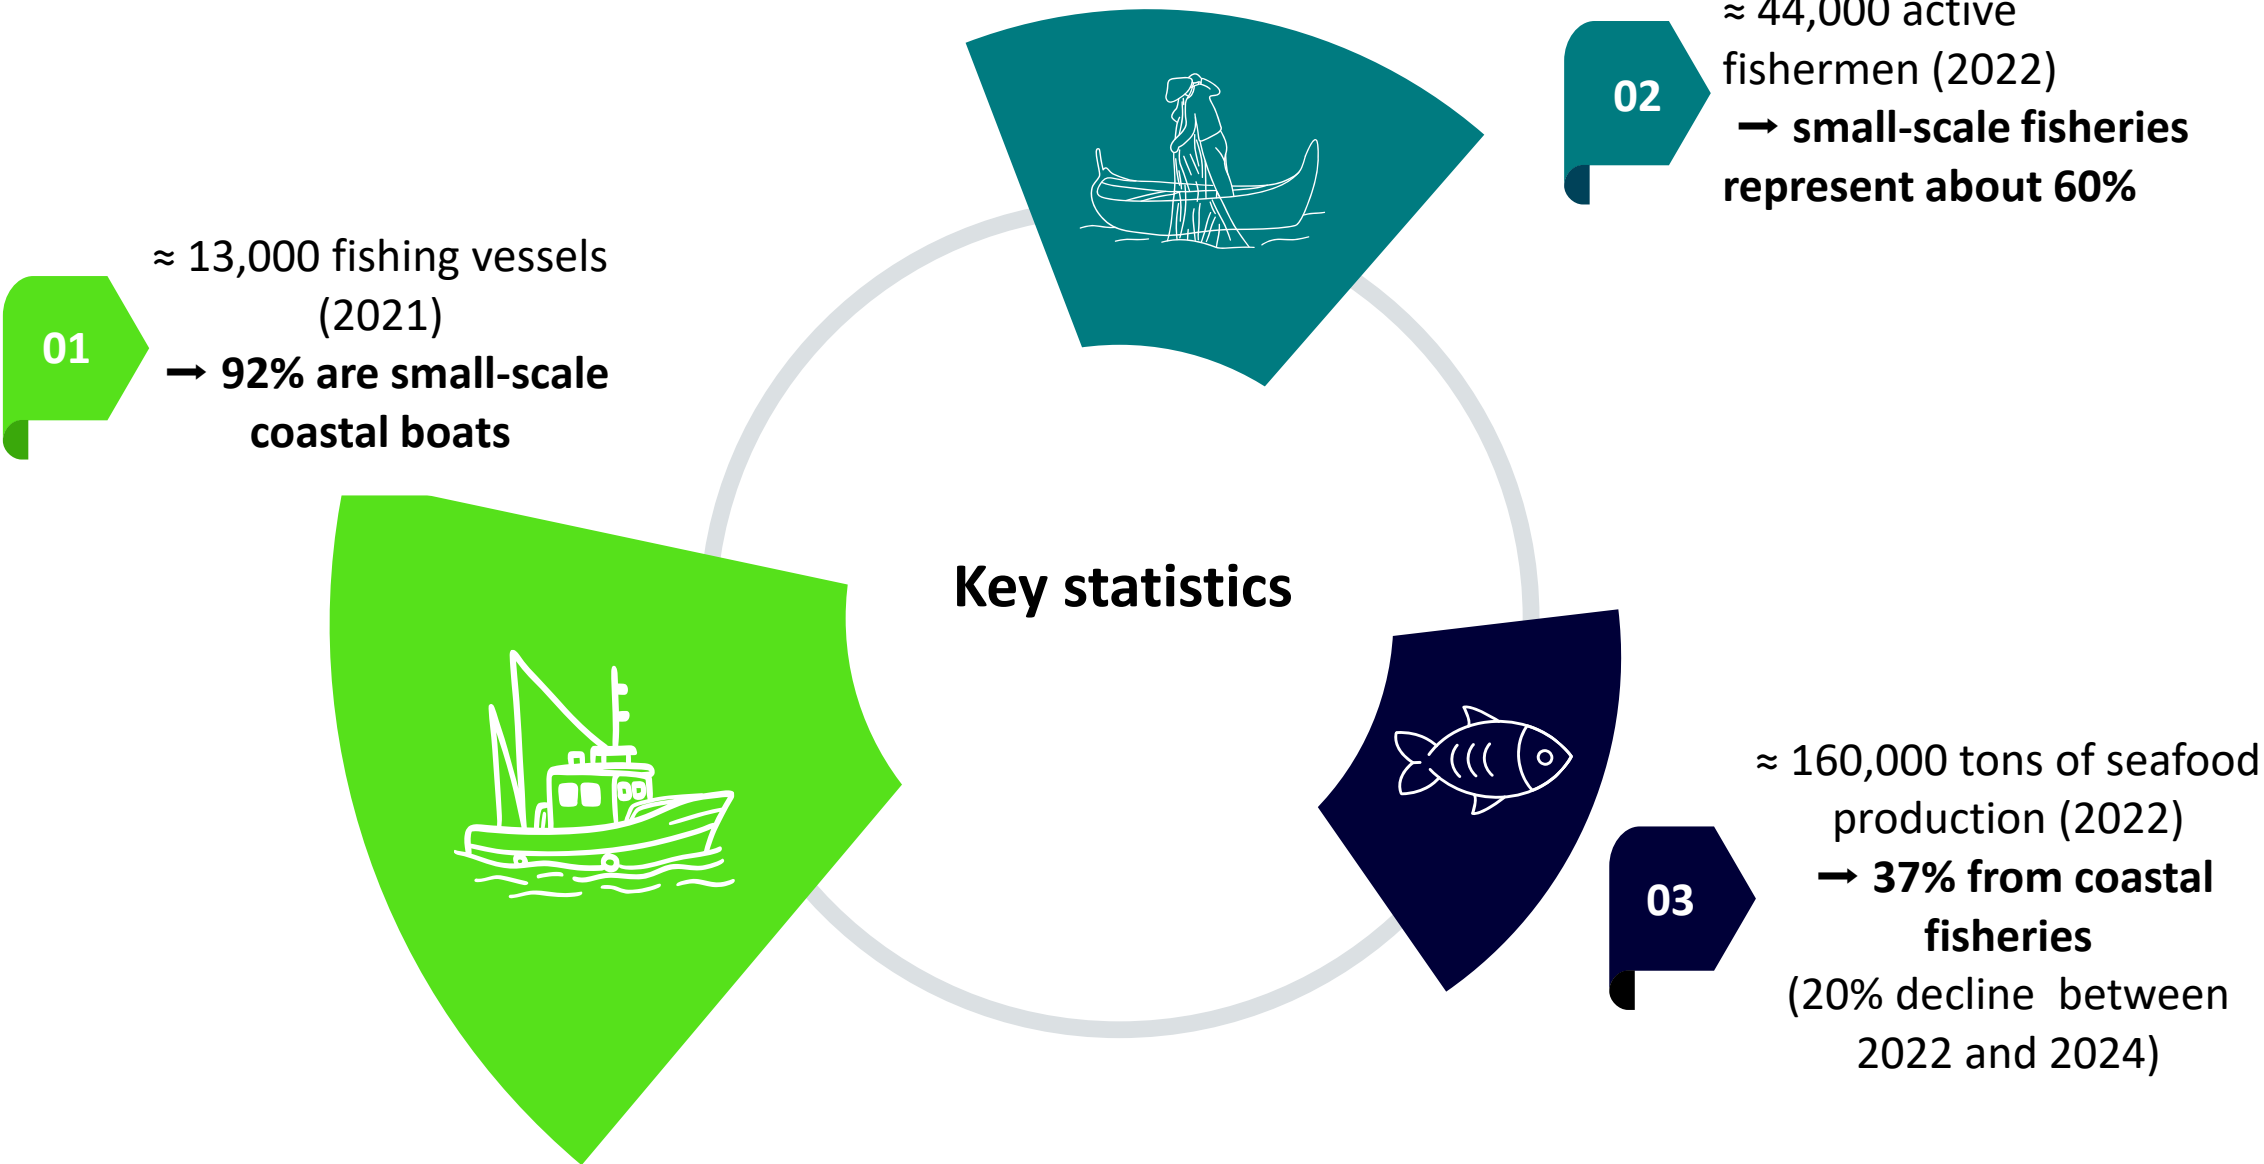 01
≈ 13,000 fishing vessels
(2021)
→ 92% are small-scale
coastal boats
02
≈ 44,000 active
fishermen (2022)
→ small-scale fisheries
represent about 60%
Key statistics
03
≈ 160,000 tons of seafood
production (2022)
→ 37% from coastal
fisheries
(20% decline  between
2022 and 2024)